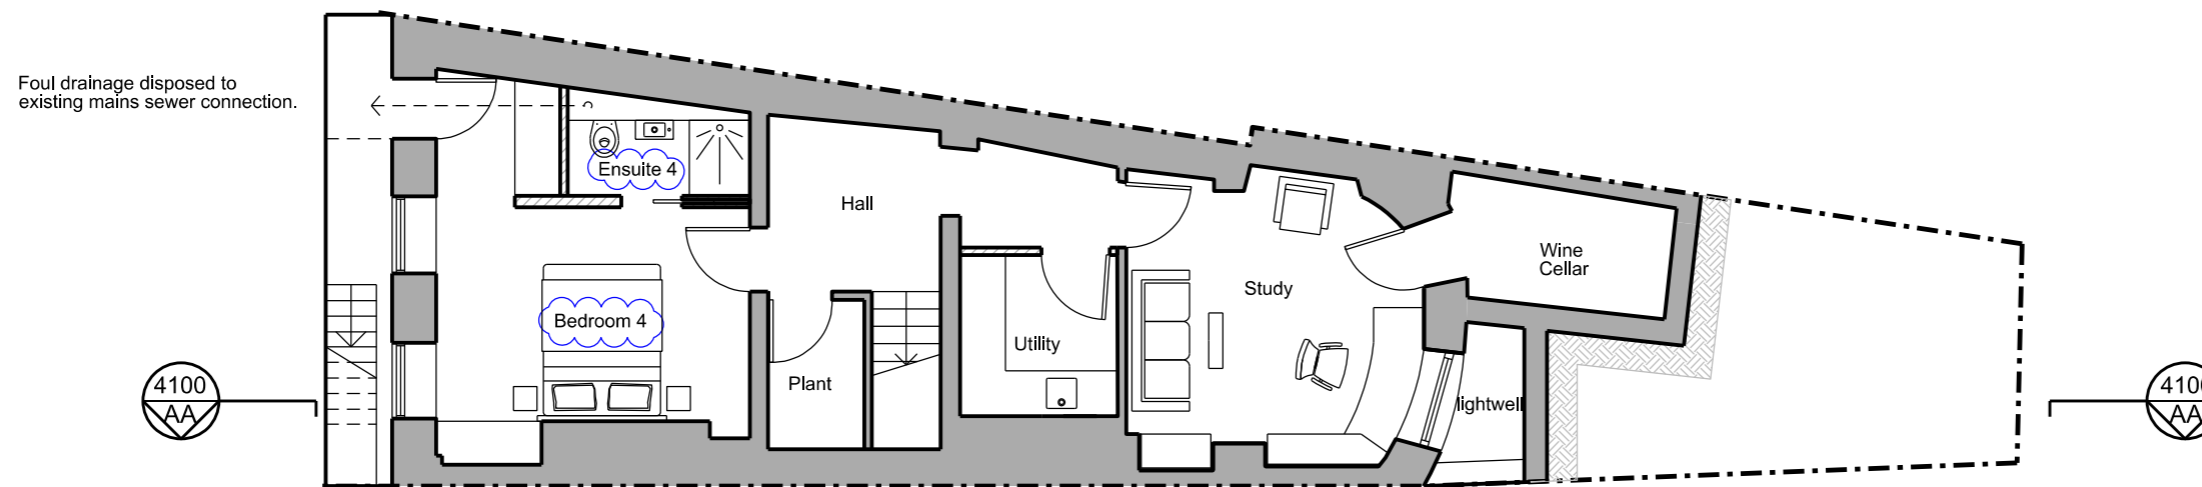 Foul drainage disposed to
existing mains sewer connection.
Ensuite 4
Hall
Wine
Cellar
Study
Bedroom 4
Utility
Plant
lightwell
4100
AA
4100
AA